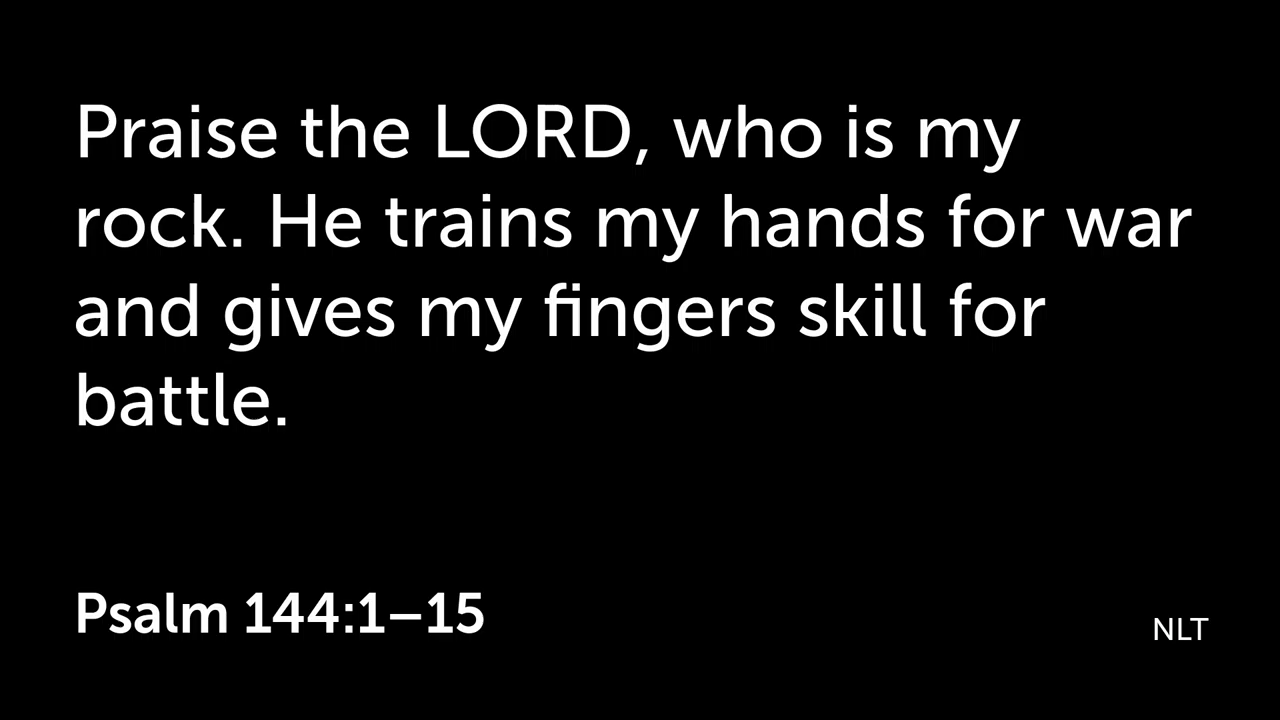 Praise the LORD, who is my
rock. He trains my hands for war
and gives my fingers skill for
battle.
Psalm 144:1–15
NLT